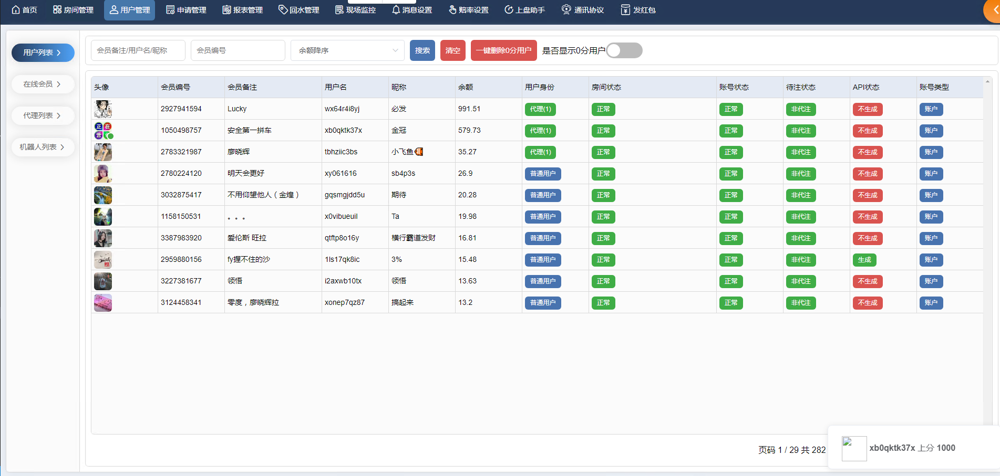 首页 房间管理 用户管理 申请管理 报表管理 回水管理 现场监控 消息设置 赔率设置 上盘助手 通讯协议 发红包
用户列表
在线会员
代理列表
机器人列表
会员备注/用户名/昵称 会员编号 余额降序 搜索 清空 一键删除0分用户 是否显示0分用户
头像 会员编号 会员备注 用户名 昵称 余额 用户身份 房间状态 账号状态 待注状态 API状态 账号类型
2927941594 Lucky wx64r4i8yj 必发 991.51 代理(1) 正常 正常 非代注 不生成 账户
正在营业 1050498757 安全第一拼车 xb0qktk37x 金冠 579.73 代理(1) 正常 正常 非代注 不生成 账户
2783321987 廖晓辉 tbhziic3bs 小飞鱼🐠 35.27 代理(1) 正常 正常 非代注 不生成 账户
2780224120 明天会更好 xy061616 sb4p3s 26.9 普通用户 正常 正常 非代注 不生成 账户
3032875417 不用仰望他人（金煌） gqsmgjdd5u 期待 20.28 普通用户 正常 正常 非代注 不生成 账户
1158150531 。。。 x0vibueuil Ta 19.98 普通用户 正常 正常 非代注 不生成 账户
3387983920 爱伦斯 旺拉 qtftp8o16y 横行霸道发财 16.81 普通用户 正常 正常 非代注 不生成 账户
2959880156 fy握不住的沙 1ls17qk8ic 3% 15.48 普通用户 正常 正常 非代注 生成 账户
3227381677 领悟 i2axwb10tx 领悟 13.63 普通用户 正常 正常 非代注 不生成 账户
3124458341 零度，廖晓辉拉 xonep7qz87 搞起来 13.2 普通用户 正常 正常 非代注 不生成 账户
页码 1 / 29 共 282
xb0qktk37x 上分 1000